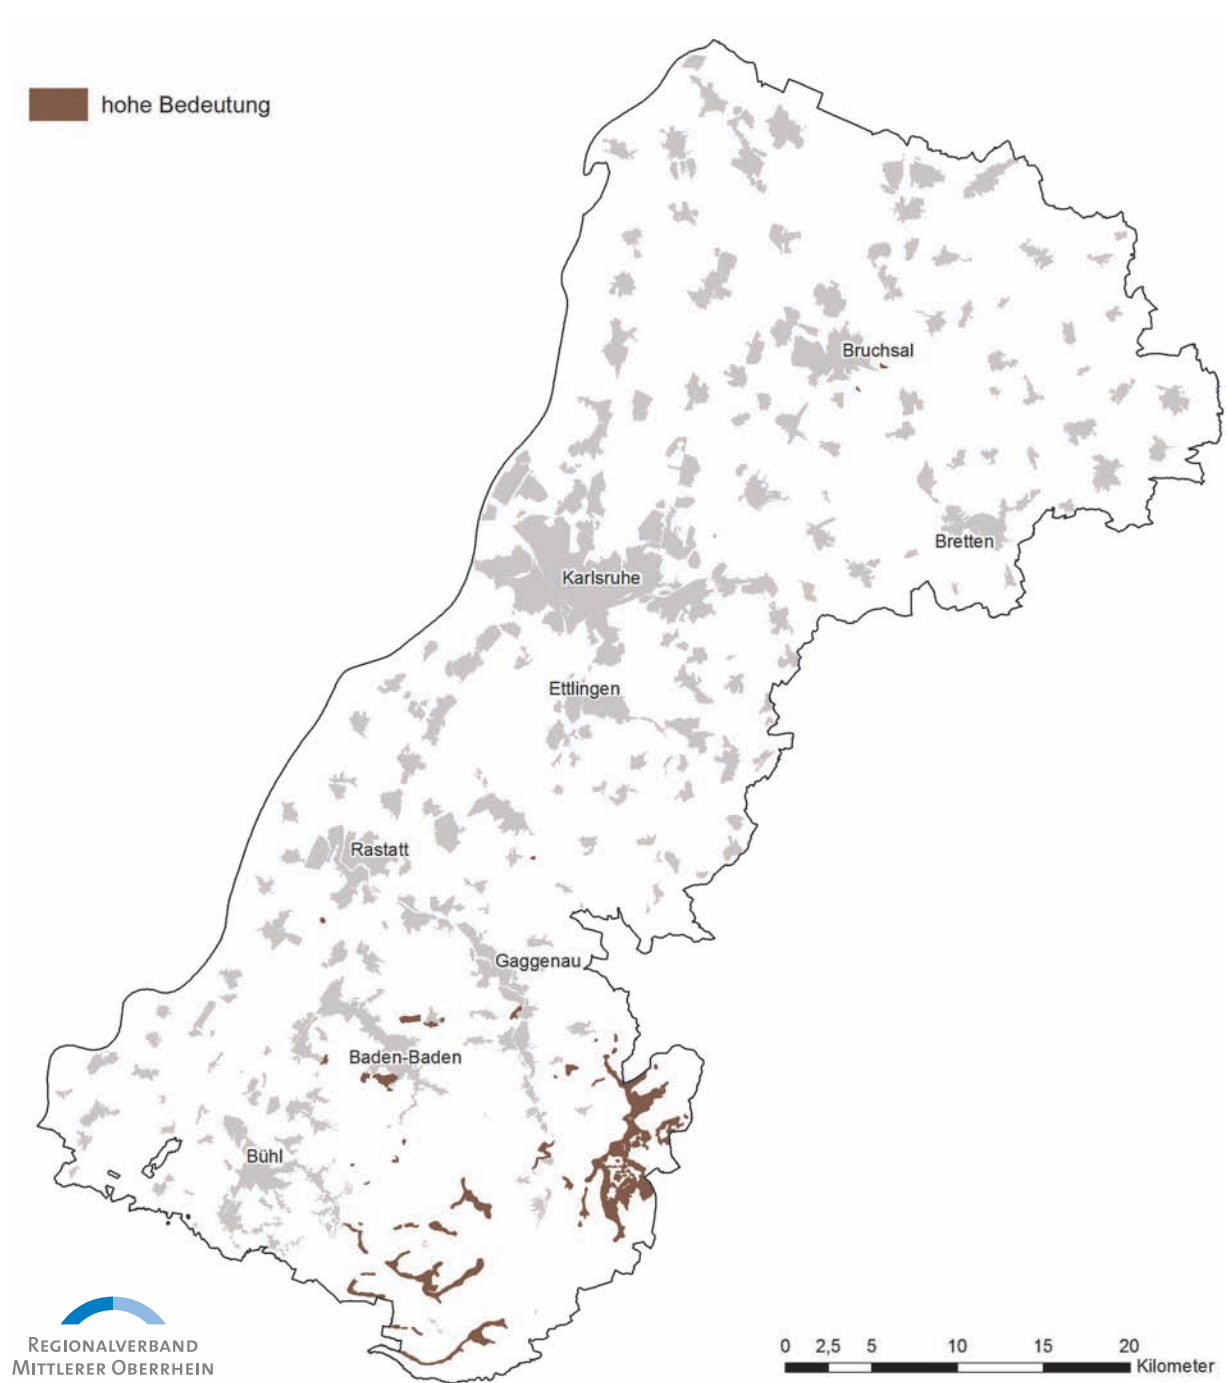 hohe Bedeutung
Bruchsal
Bretten
Karlsruhe
Ettlingen
Rastatt
Gaggenau
Baden-Baden
Bühl
REGIONALVERBAND
MITTLERER OBERRHEIN
0 2,5 5 10 15 20
Kilometer